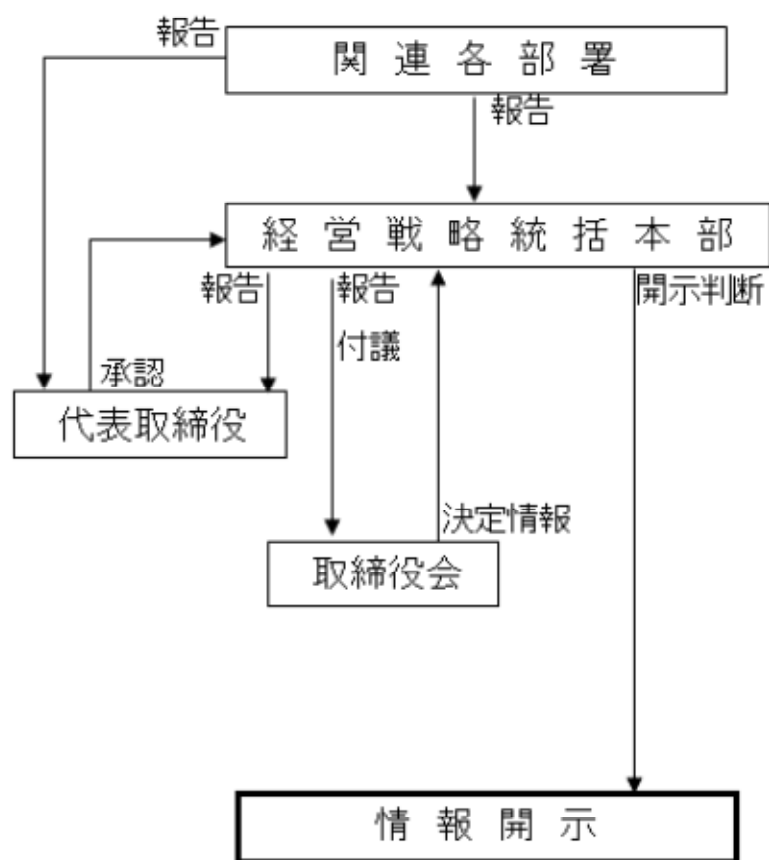 報告
関連各部署
報告
経営戦略統括本部
報告
報告
開示判断
付議
承認
代表取締役
決定情報
取締役会
情報開示